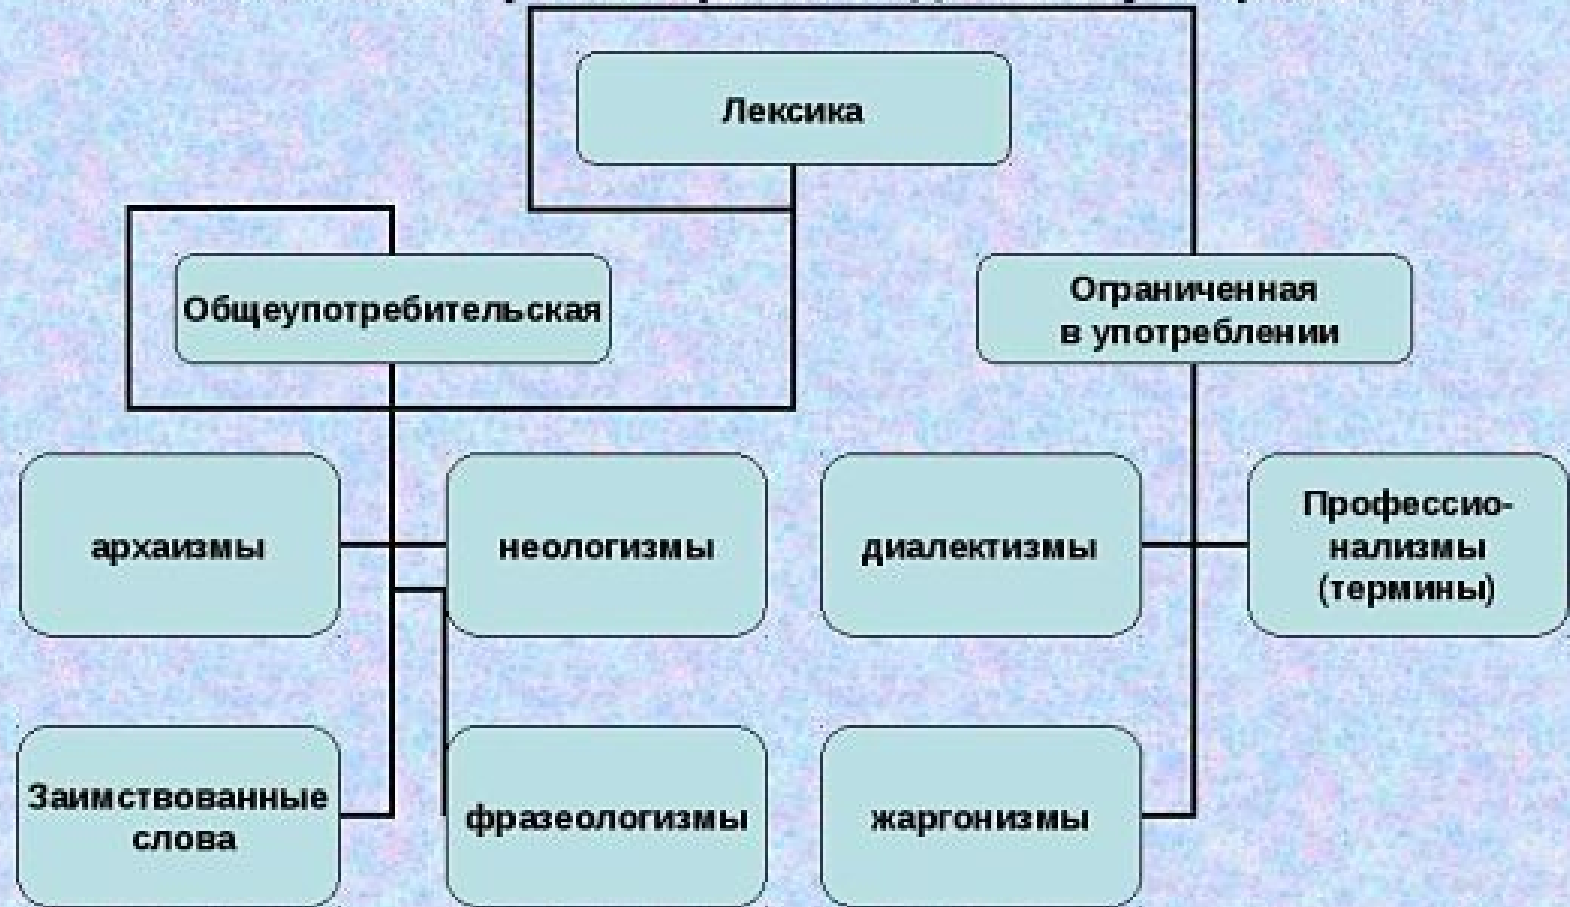 Лексика
Общеупотребительская
Ограниченная
в употреблении
архаизмы
неологизмы
диалектизмы
Профессио-
нализмы
(термины)
Заимствованные
слова
фразеологизмы
жаргонизмы